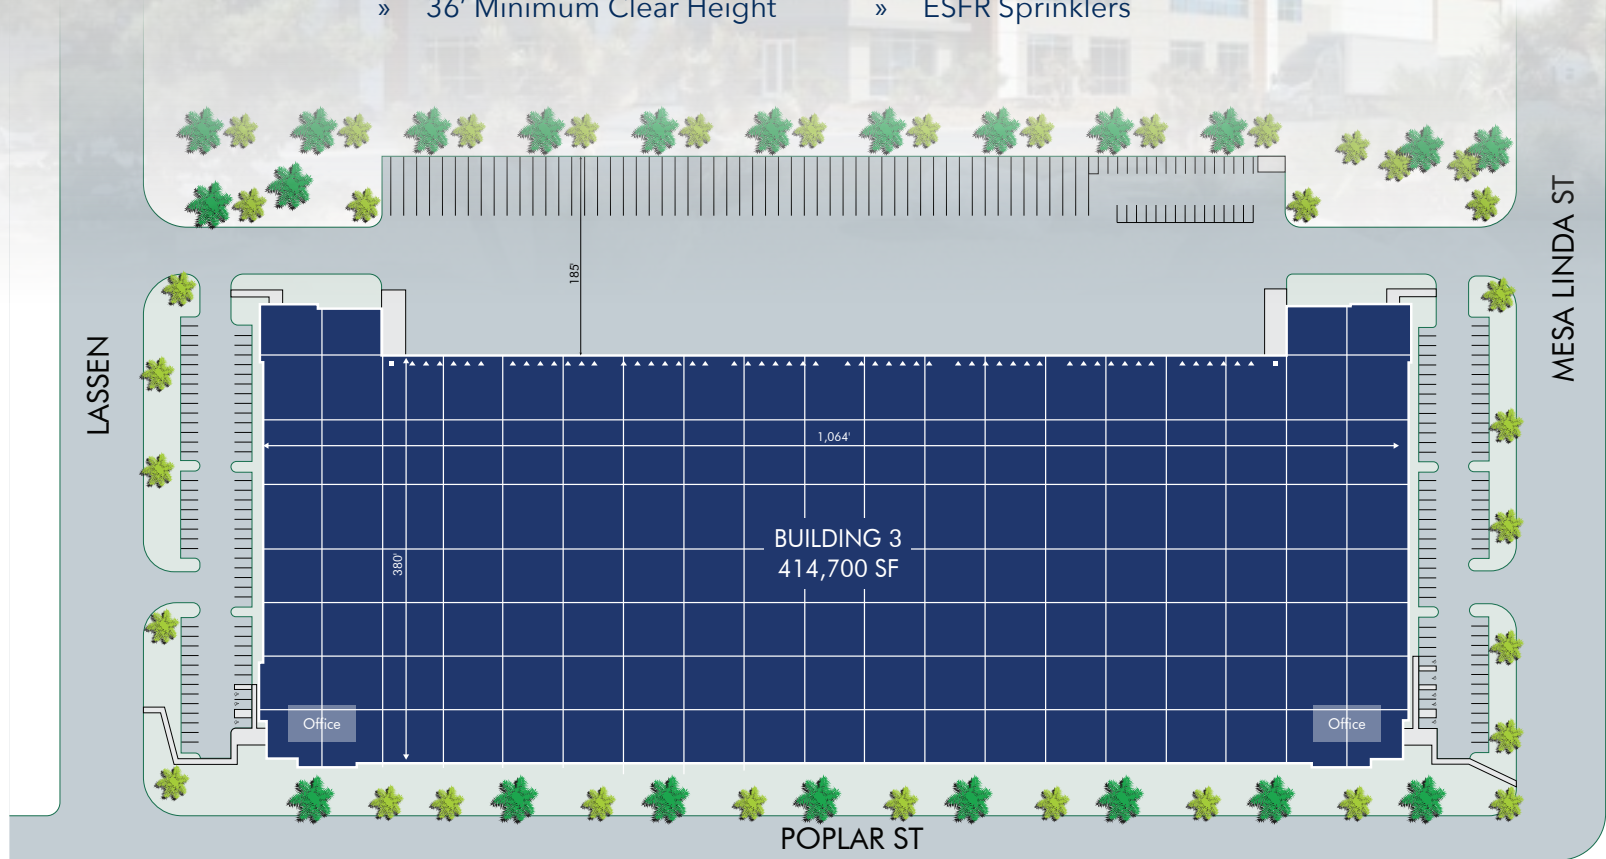 » 36' Minimum Clear Height
» ESFR Sprinklers
185'
MESA LINDA ST
LASSEN
1,064'
BUILDING 3
414,700 SF
380'
Office
Office
POPLAR ST